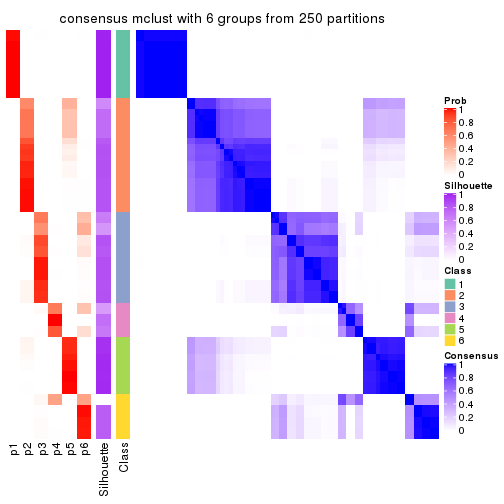 consensus mclust with 6 groups from 250 partitions
Prob
1
0.8
0.6
0.4
0.2
0
Silhouette
1
0.8
0.6
0.4
0.2
0
Class
1
2
3
4
5
6
Consensus
1
0.8
0.6
0.4
0.2
0
p1
p2
p3
p4
p5
p6
Silhouette
Class